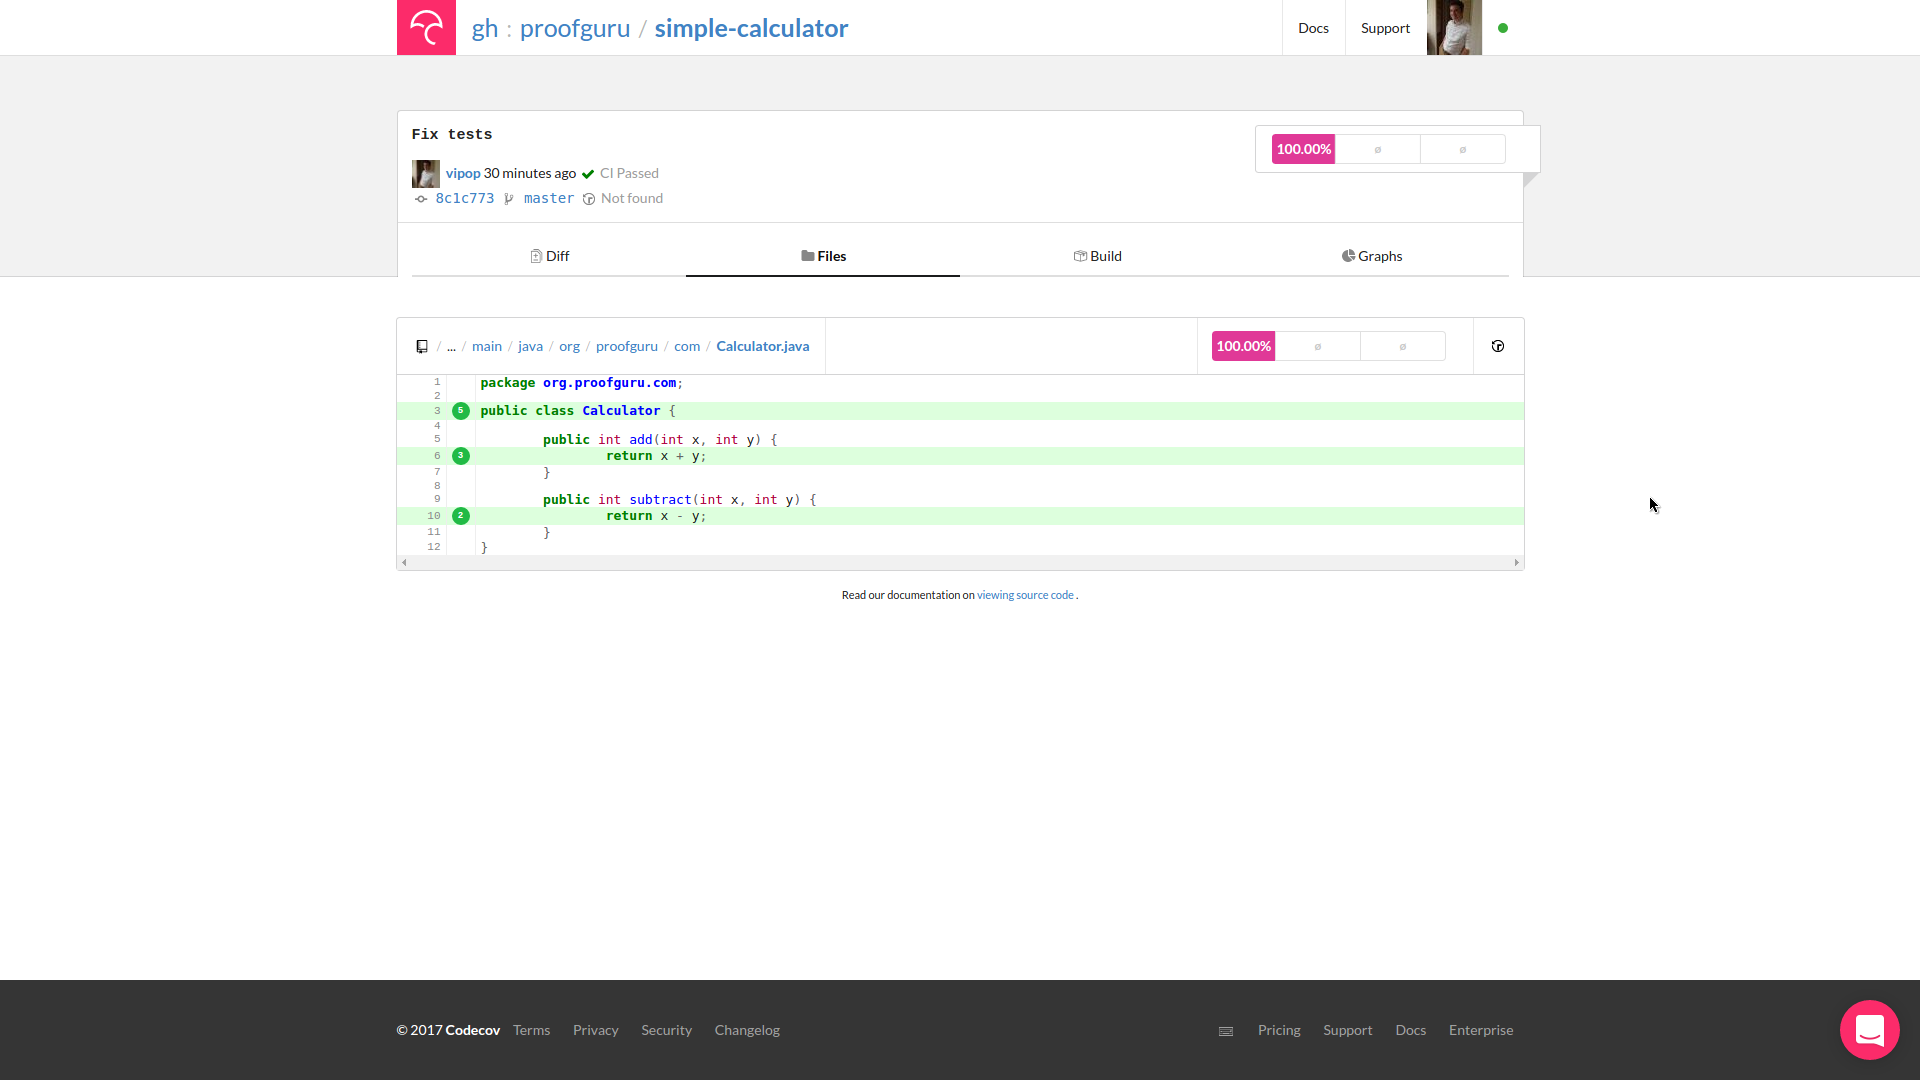 gh : proofguru / simple-calculator
Docs
Support
Fix tests
100.00% ø ø
vipop 30 minutes ago CI Passed
8c1c773 master Not found
Diff
Files
Build
Graphs
/ ... / main / java / org / proofguru / com / Calculator.java
100.00% ø ø
1 package org.proofguru.com;
2
3 5 public class Calculator {
4
5 public int add(int x, int y) {
6 3 return x + y;
7 }
8
9 public int subtract(int x, int y) {
10 2 return x - y;
11 }
12 }
Read our documentation on viewing source code .
© 2017 Codecov Terms Privacy Security Changelog
Pricing Support Docs Enterprise